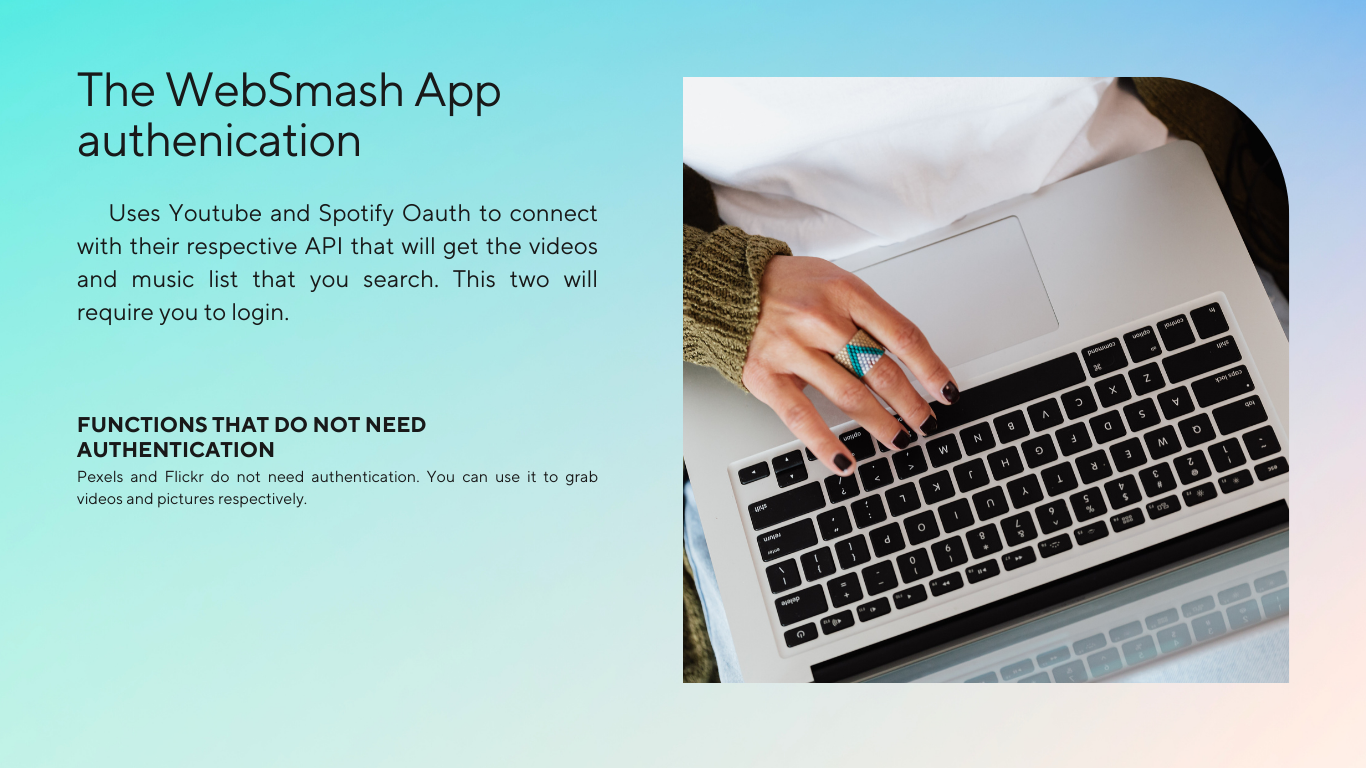 The WebSmash App
authenication
Uses Youtube and Spotify Oauth to connect
with their respective API that will get the videos
and music list that you search. This two will
require you to login.
FUNCTIONS THAT DO NOT NEED
AUTHENTICATION
Pexels and Flickr do not need authentication. You can use it to grab
videos and pictures respectively.